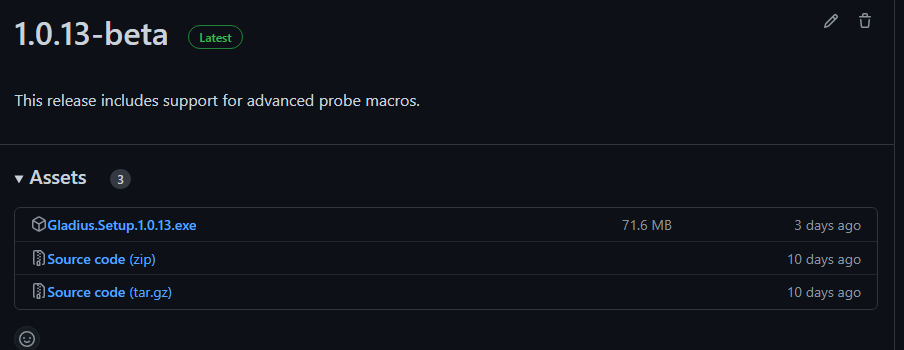 1.0.13-beta Latest
This release includes support for advanced probe macros.
Assets 3
Gladius.Setup.1.0.13.exe 71.6 MB 3 days ago
Source code (zip) 10 days ago
Source code (tar.gz) 10 days ago